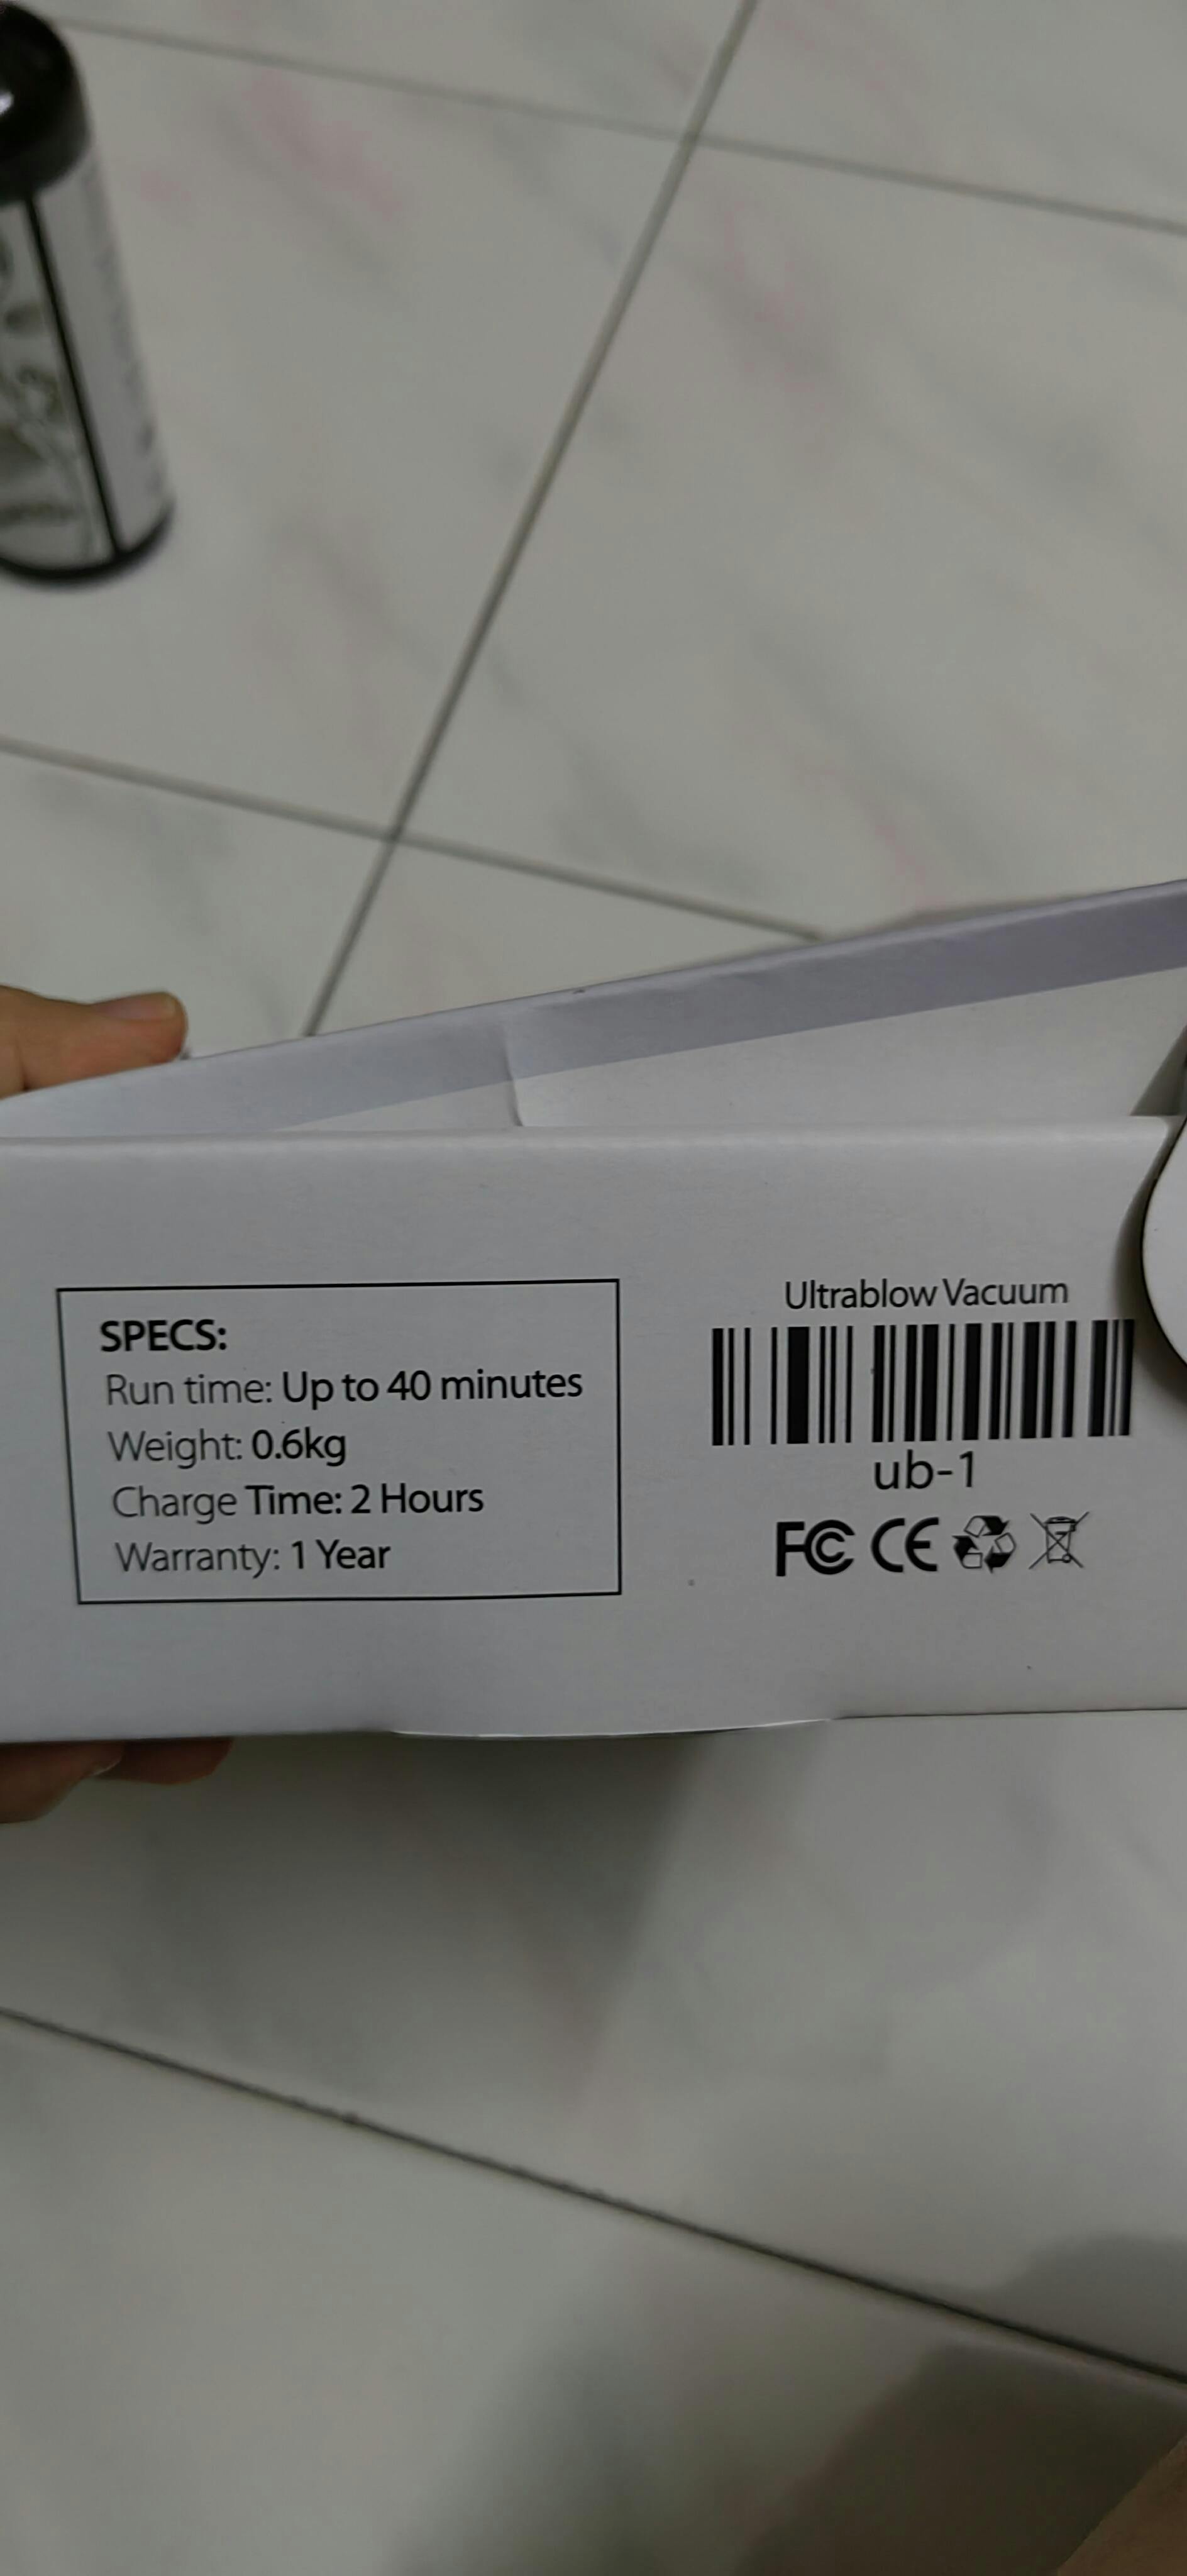 SPECS:
Run time: Up to 40 minutes
Weight: 0.6kg
Charge Time: 2 Hours
Warranty: 1 Year
Ultrablow Vacuum
ub-1
FC CE